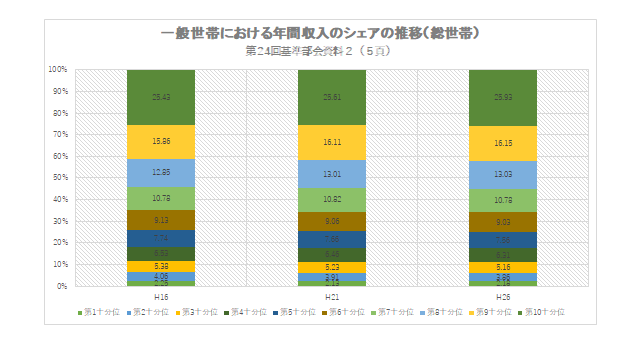 一般世帯における年間収入のシェアの推移(総世帯)
第24回基準部会資料2(5頁)
100%
90%
80%
70%
60%
50%
40%
30%
20%
10%
0%
25.43 25.61 25.93
15.86 16.11 16.15
12.85 13.01 13.03
10.78 10.82 10.78
9.13 9.06 9.03
5.38 5.23 5.16
H16 H21 H26
第1十分位 第2十分位 第3十分位 第4十分位 第5十分位 第6十分位 第7十分位 第8十分位 第9十分位 第10十分位